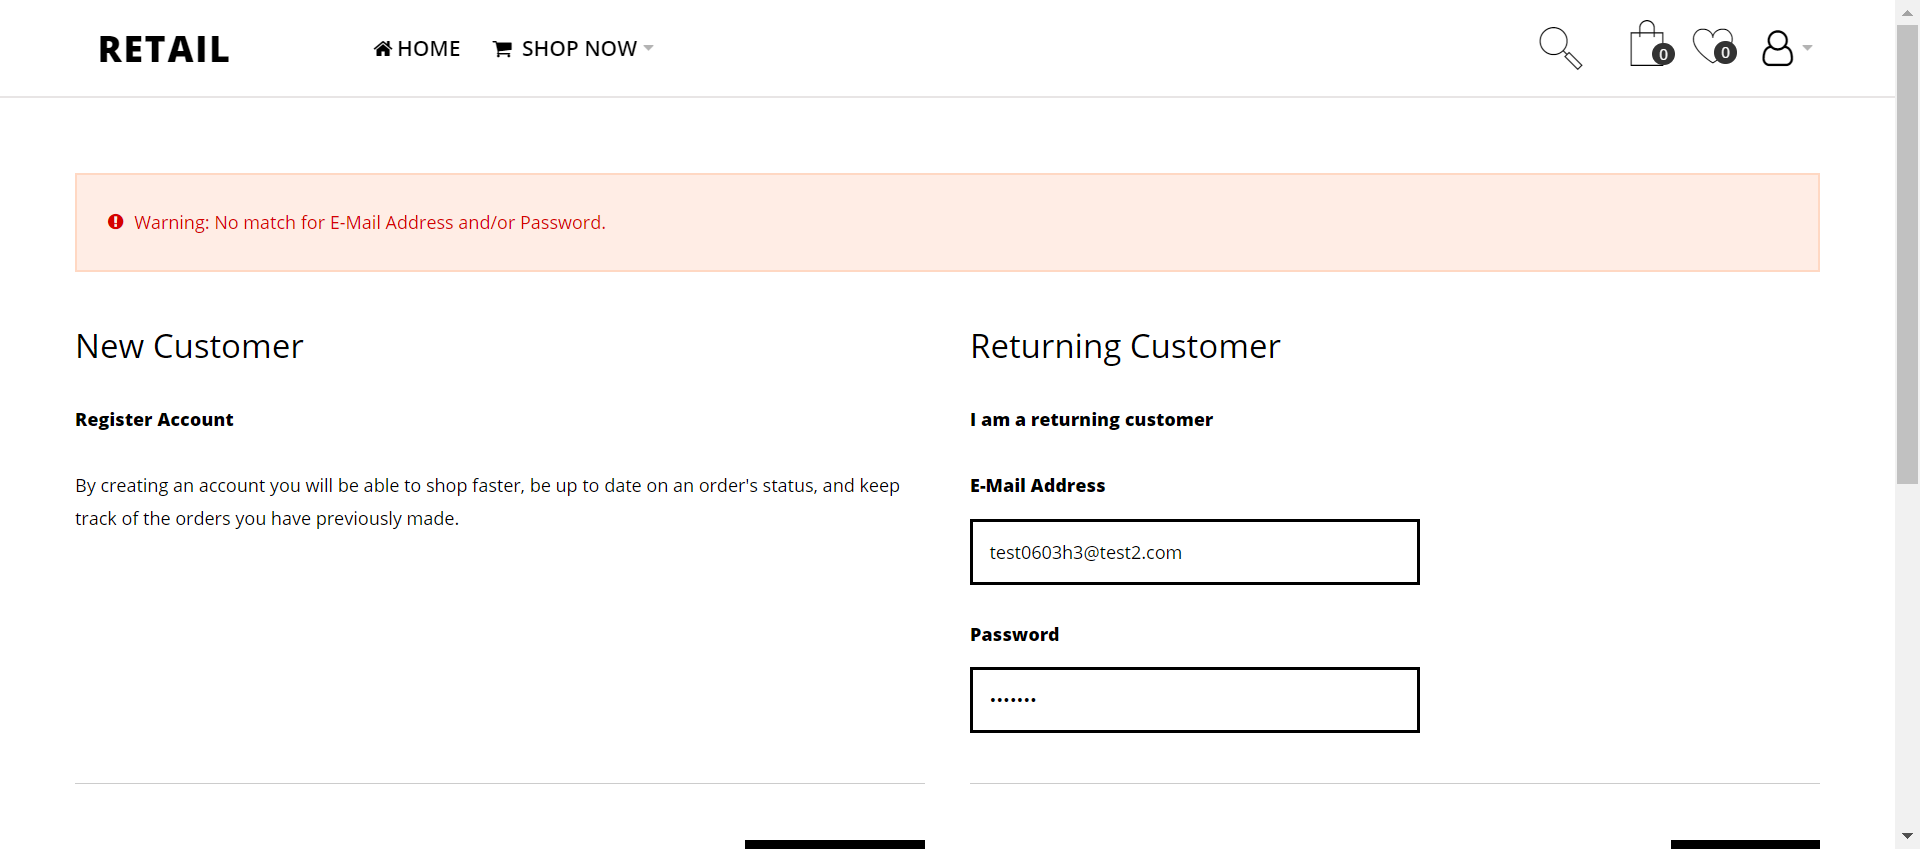 RETAIL
HOME
SHOP NOW
0
0
Warning: No match for E-Mail Address and/or Password.
New Customer
Register Account
By creating an account you will be able to shop faster, be up to date on an order's status, and keep
track of the orders you have previously made.
Returning Customer
I am a returning customer
E-Mail Address
test0603h3@test2.com
Password
•••••••